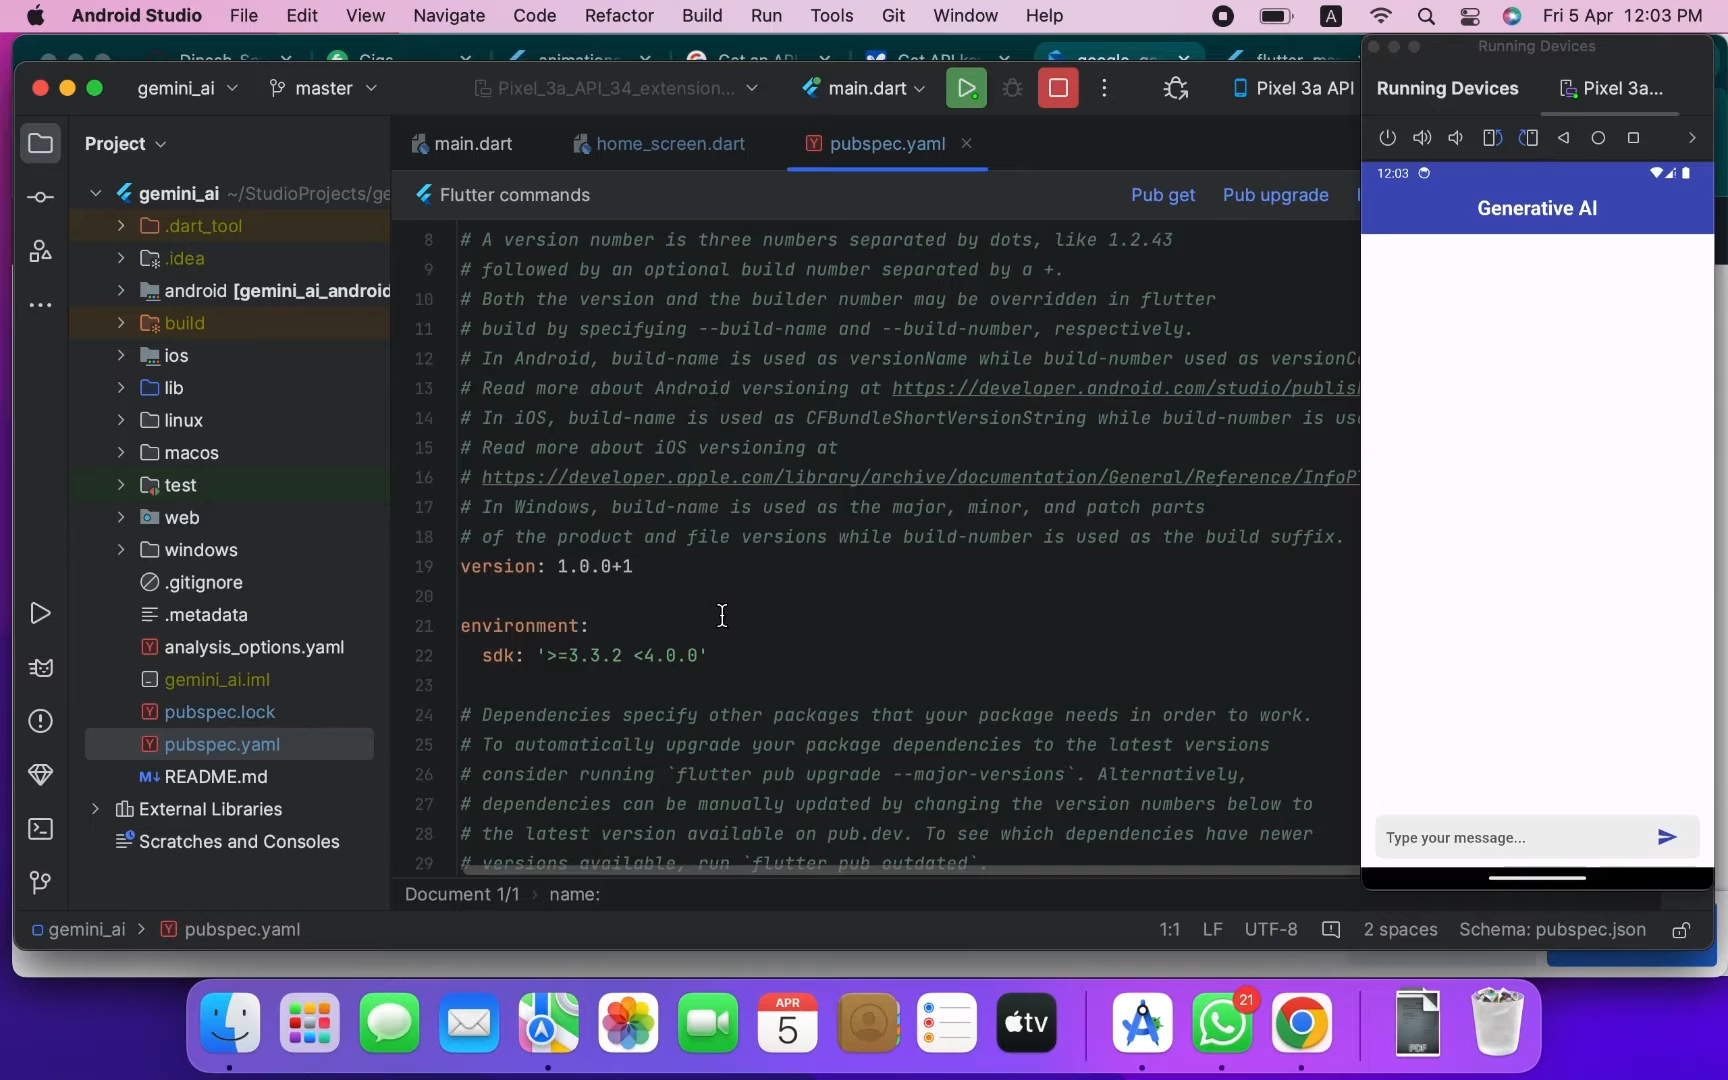 Android Studio File Edit View Navigate Code Refactor Build Run Tools Git Window Help A Fri 5 Apr 12:03 PM
Running Devices
gemini_ai master Pixel_3a_API_34_extension... main.dart Pixel 3a API
Running Devices Pixel 3a...
Project main.dart home_screen.dart pubspec.yaml
12:03
Flutter commands Pub get Pub upgrade
Generative AI
gemini_ai ~/StudioProjects/ge
.dart_tool
.idea
android [gemini_ai_android
build
ios
lib
linux
macos
test
web
windows
.gitignore
.metadata
analysis_options.yaml
gemini_ai.iml
pubspec.lock
pubspec.yaml
README.md
External Libraries
Scratches and Consoles
8 # A version number is three numbers separated by dots, like 1.2.43
9 # followed by an optional build number separated by a +.
10 # Both the version and the builder number may be overridden in flutter
11 # build by specifying --build-name and --build-number, respectively.
12 # In Android, build-name is used as versionName while build-number used as versionCo
13 # Read more about Android versioning at https://developer.android.com/studio/publish
14 # In iOS, build-name is used as CFBundleShortVersionString while build-number is use
15 # Read more about iOS versioning at
16 # https://developer.apple.com/library/archive/documentation/General/Reference/InfoP
17 # In Windows, build-name is used as the major, minor, and patch parts
18 # of the product and file versions while build-number is used as the build suffix.
19 version: 1.0.0+1
20
21 environment:
22 sdk: '>=3.3.2 <4.0.0'
23
24 # Dependencies specify other packages that your package needs in order to work.
25 # To automatically upgrade your package dependencies to the latest versions
26 # consider running `flutter pub upgrade --major-versions`. Alternatively,
27 # dependencies can be manually updated by changing the version numbers below to
28 # the latest version available on pub.dev. To see which dependencies have newer
29 # versions available, run `flutter pub outdated`.
Type your message...
Document 1/1 › name:
gemini_ai > pubspec.yaml 1:1 LF UTF-8 2 spaces Schema: pubspec.json
APR
5
tv
21
PDF